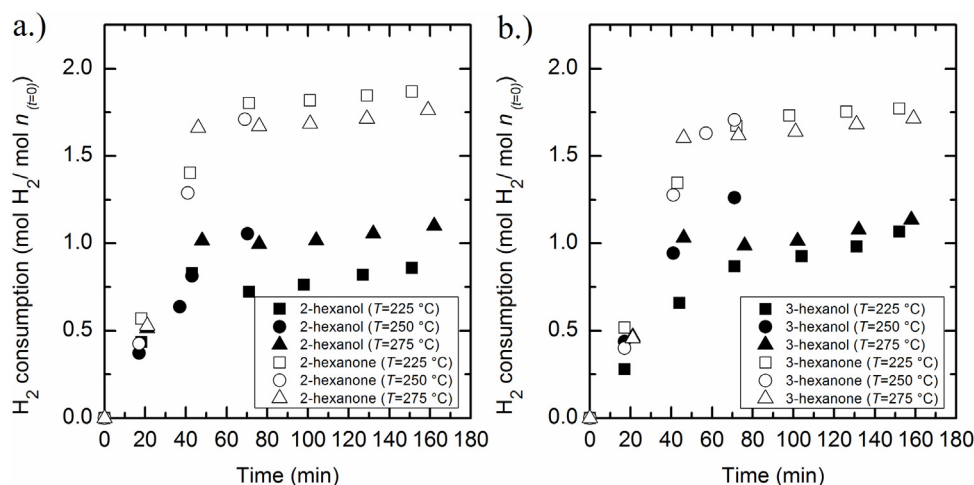 a.)
H2 consumption (mol H2/ mol n(t=0)
2.0
1.5
1.0
0.5
0.0
0 20 40 60 80 100 120 140 160 180
Time (min)
2-hexanol (T=225 °C)
2-hexanol (T=250 °C)
2-hexanol (T=275 °C)
2-hexanone (T=225 °C)
2-hexanone (T=250 °C)
2-hexanone (T=275 °C)
b.)
H2 consumption (mol H2/ mol n(t=0)
2.0
1.5
1.0
0.5
0.0
0 20 40 60 80 100 120 140 160 180
Time (min)
3-hexanol (T=225 °C)
3-hexanol (T=250 °C)
3-hexanol (T=275 °C)
3-hexanone (T=225 °C)
3-hexanone (T=250 °C)
3-hexanone (T=275 °C)